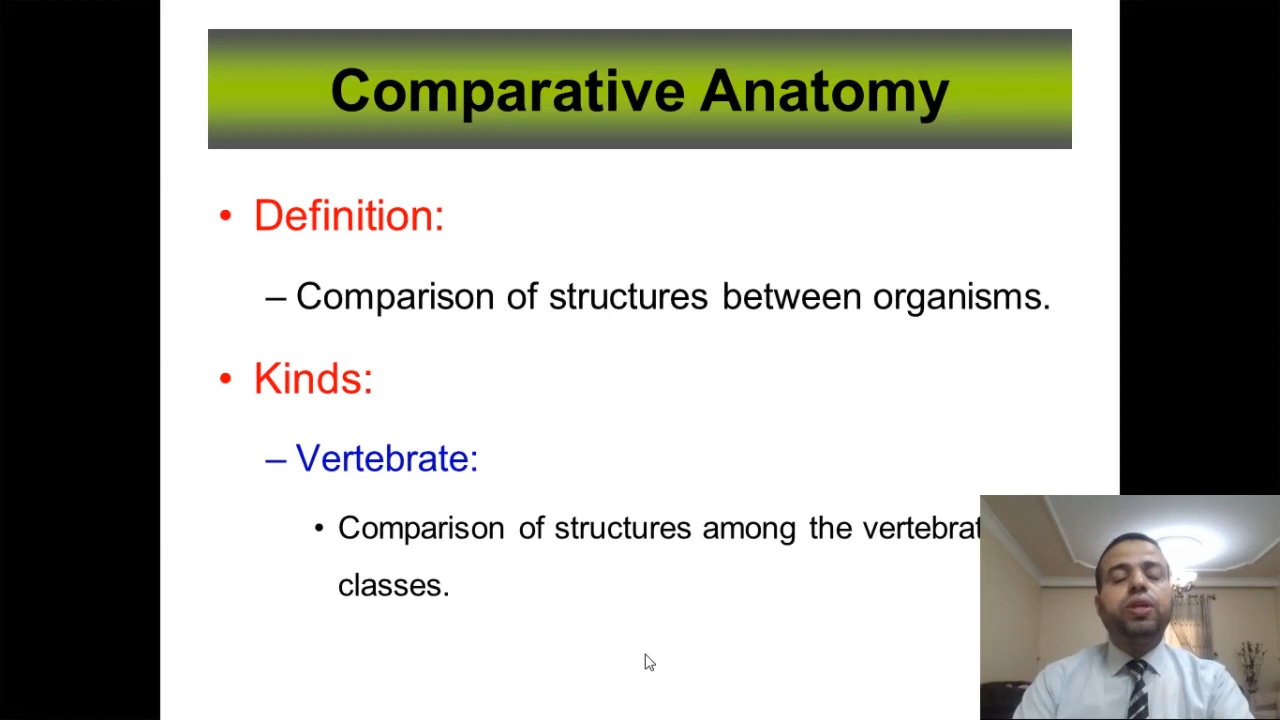 Comparative Anatomy
• Definition:
– Comparison of structures between organisms.
• Kinds:
– Vertebrate:
• Comparison of structures among the
classes.